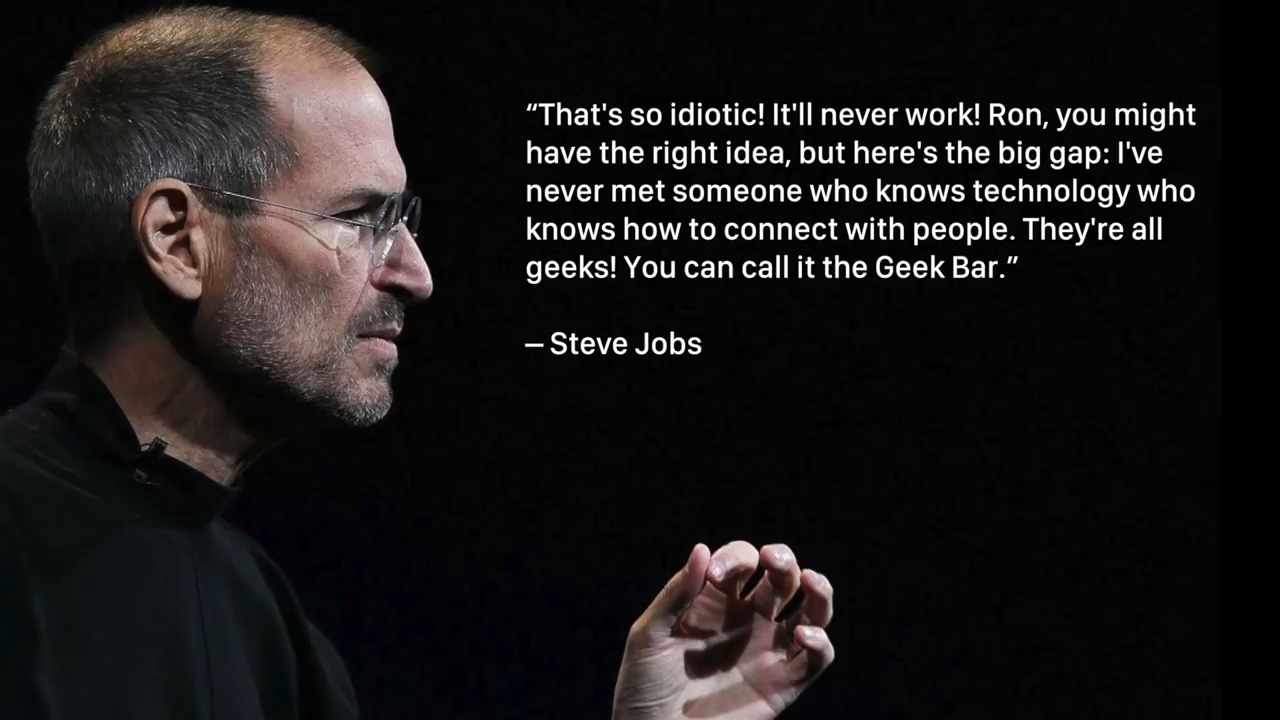 “That's so idiotic! It'll never work! Ron, you might
have the right idea, but here's the big gap: I've
never met someone who knows technology who
knows how to connect with people. They're all
geeks! You can call it the Geek Bar.”
– Steve Jobs